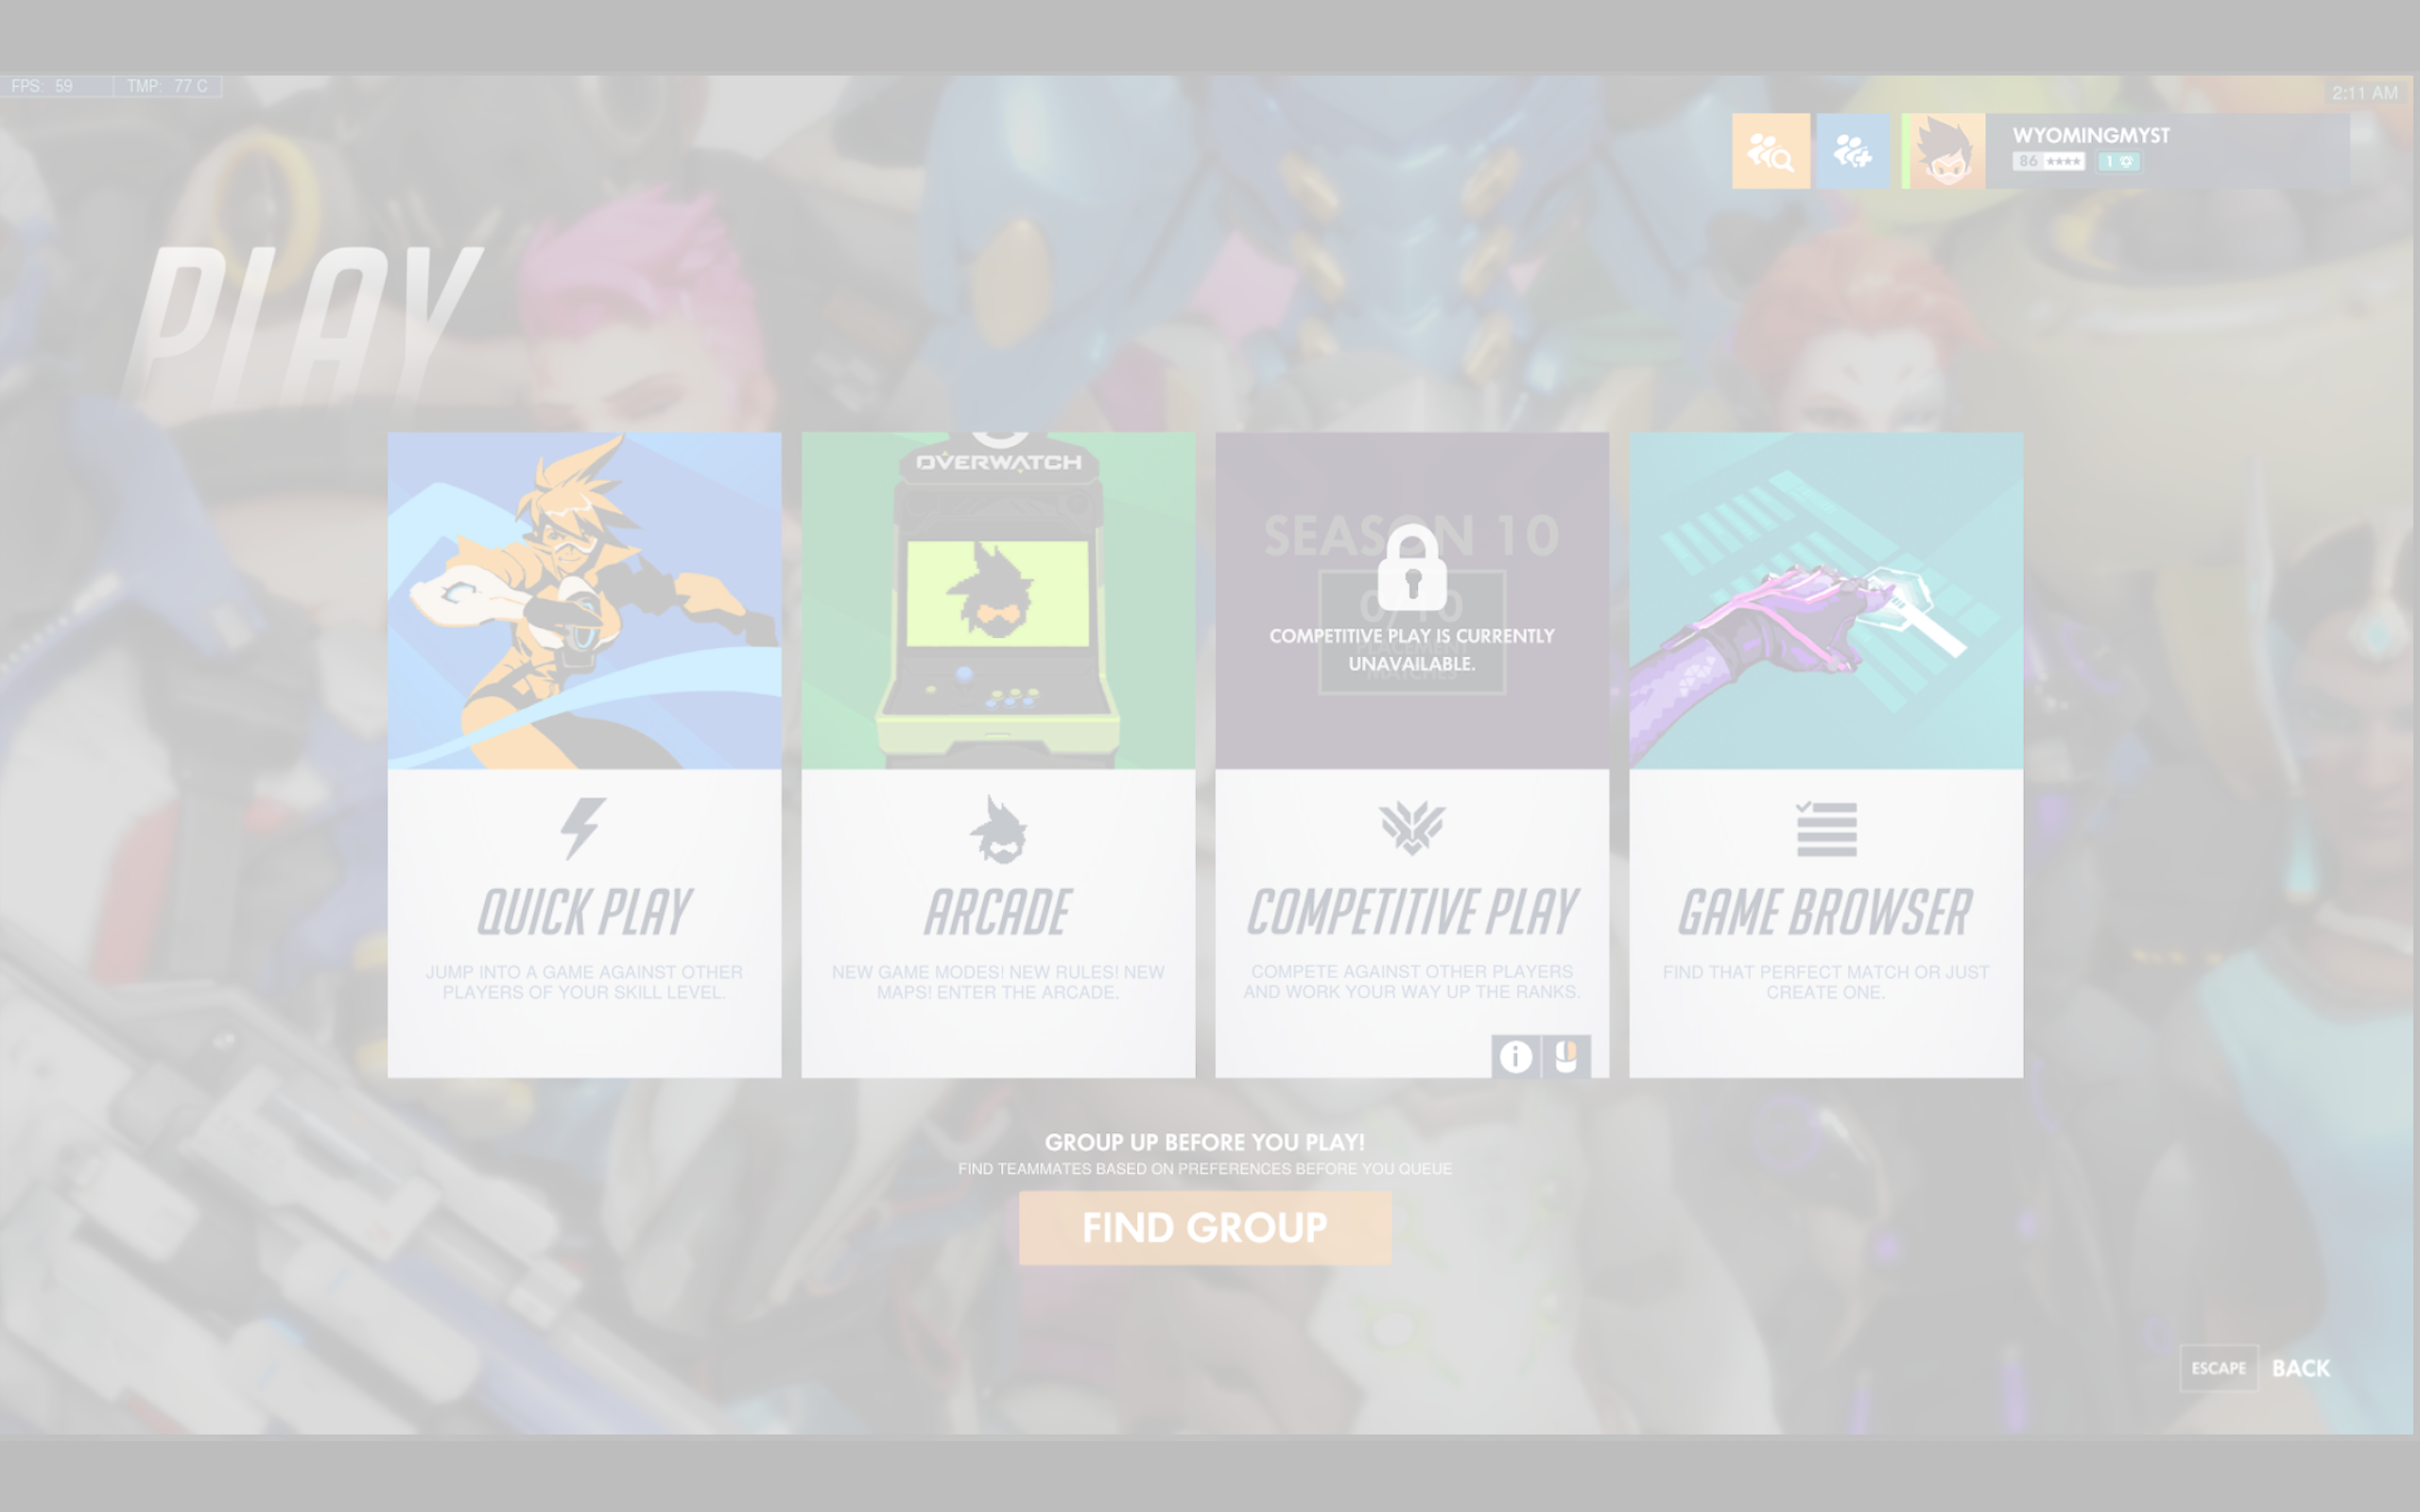 FPS: 59 TMP: 77 C
2:11 AM
WYOMINGMYST
86 ★★★★ 1
PLAY
OVERWATCH
SEASON 10
0/10
PLACEMENT
MATCHES
COMPETITIVE PLAY IS CURRENTLY
UNAVAILABLE.
QUICK PLAY
JUMP INTO A GAME AGAINST OTHER
PLAYERS OF YOUR SKILL LEVEL.
ARCADE
NEW GAME MODES! NEW RULES! NEW
MAPS! ENTER THE ARCADE.
COMPETITIVE PLAY
COMPETE AGAINST OTHER PLAYERS
AND WORK YOUR WAY UP THE RANKS.
GAME BROWSER
FIND THAT PERFECT MATCH OR JUST
CREATE ONE.
GROUP UP BEFORE YOU PLAY!
FIND TEAMMATES BASED ON PREFERENCES BEFORE YOU QUEUE
FIND GROUP
ESCAPE BACK